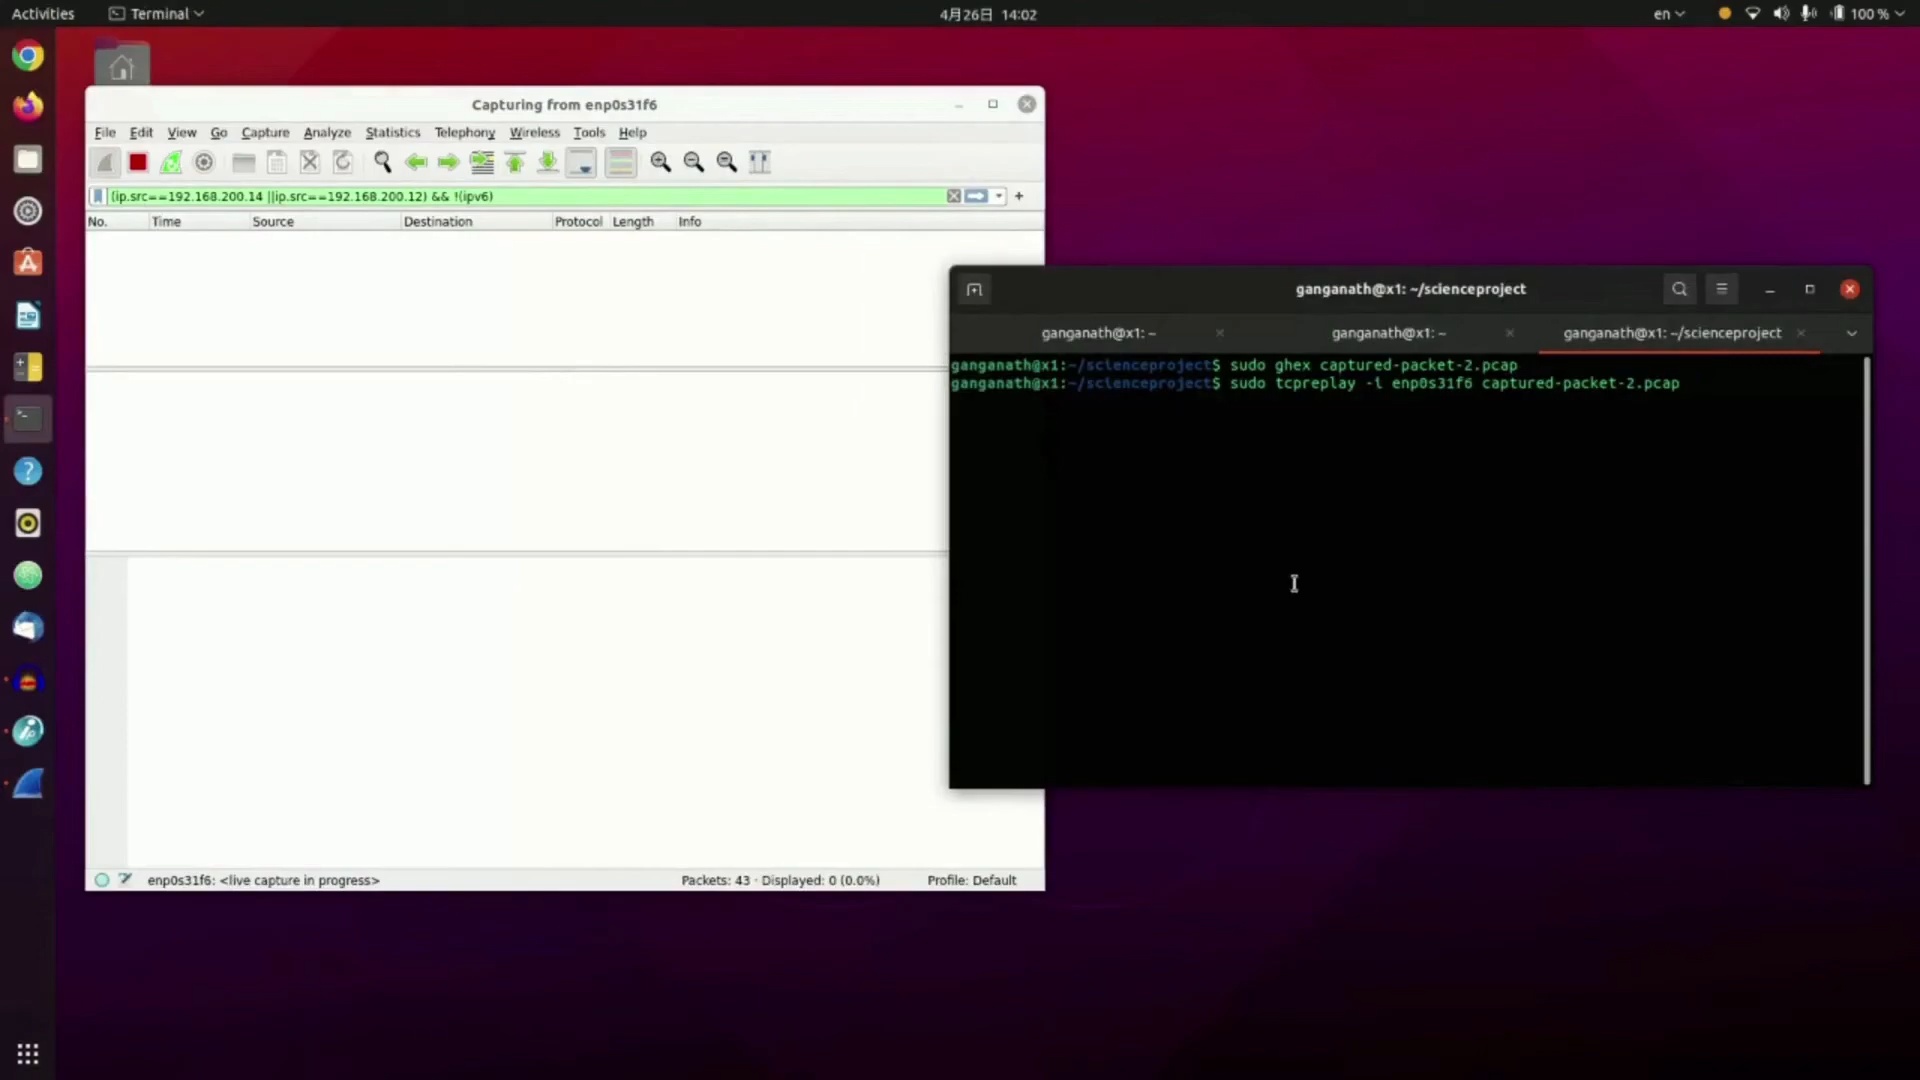 Activities
Terminal
4月26日 14:02
en
100 %
Capturing from enp0s31f6
File Edit View Go Capture Analyze Statistics Telephony Wireless Tools Help
(ip.src==192.168.200.14 ||ip.src==192.168.200.12) && !(ipv6)
No. Time Source Destination Protocol Length Info
enp0s31f6: <live capture in progress>
Packets: 43 · Displayed: 0 (0.0%)
Profile: Default
ganganath@x1: ~/scienceproject
ganganath@x1: ~
ganganath@x1: ~
ganganath@x1: ~/scienceproject
ganganath@x1:~/scienceproject$ sudo ghex captured-packet-2.pcap
ganganath@x1:~/scienceproject$ sudo tcpreplay -i enp0s31f6 captured-packet-2.pcap